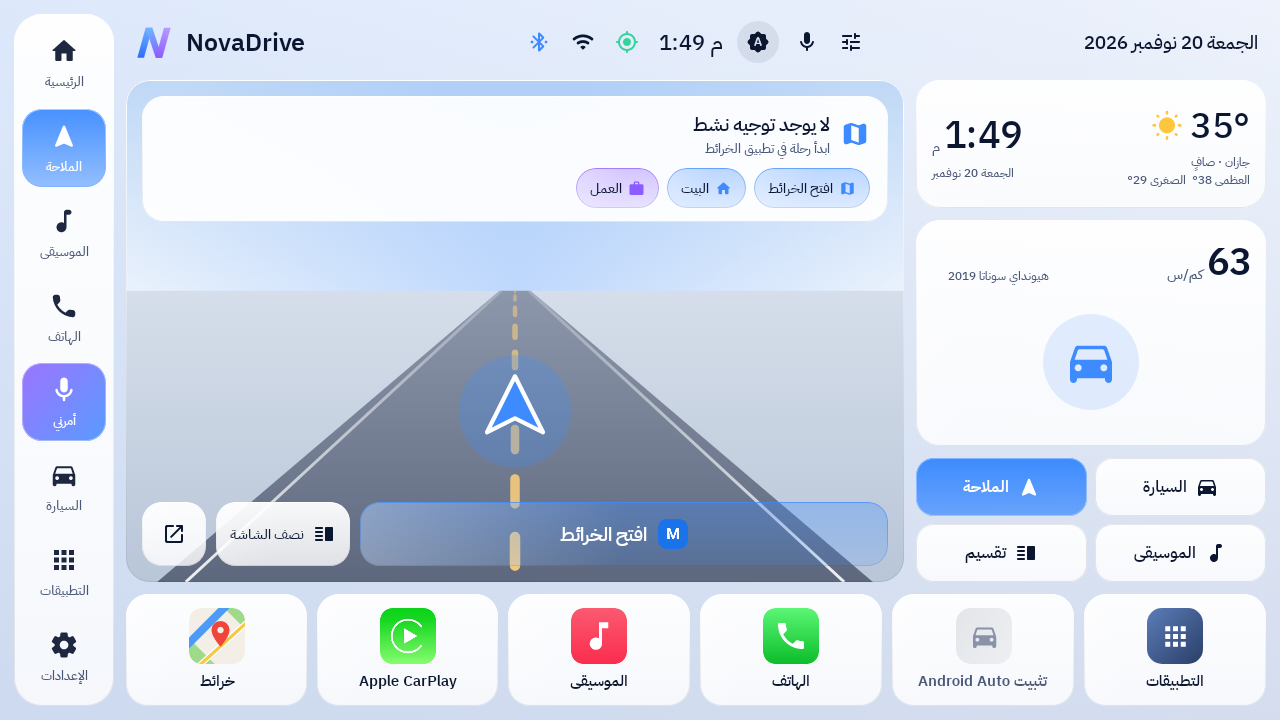 NovaDrive
1:49 م
الجمعة 20 نوفمبر 2026
الرئيسية
الملاحة
الموسيقى
الهاتف
أمرني
السيارة
التطبيقات
الإعدادات
لا يوجد توجيه نشط
ابدأ رحلة في تطبيق الخرائط
افتح الخرائط
البيت
العمل
M افتح الخرائط
نصف الشاشة
35°
جازان · صافٍ
العظمى 38° الصغرى 29°
1:49 م
الجمعة 20 نوفمبر
63 كم/س
هيونداي سوناتا 2019
السيارة
الملاحة
الموسيقى
تقسيم
خرائط
Apple CarPlay
الموسيقى
الهاتف
تثبيت Android Auto
التطبيقات